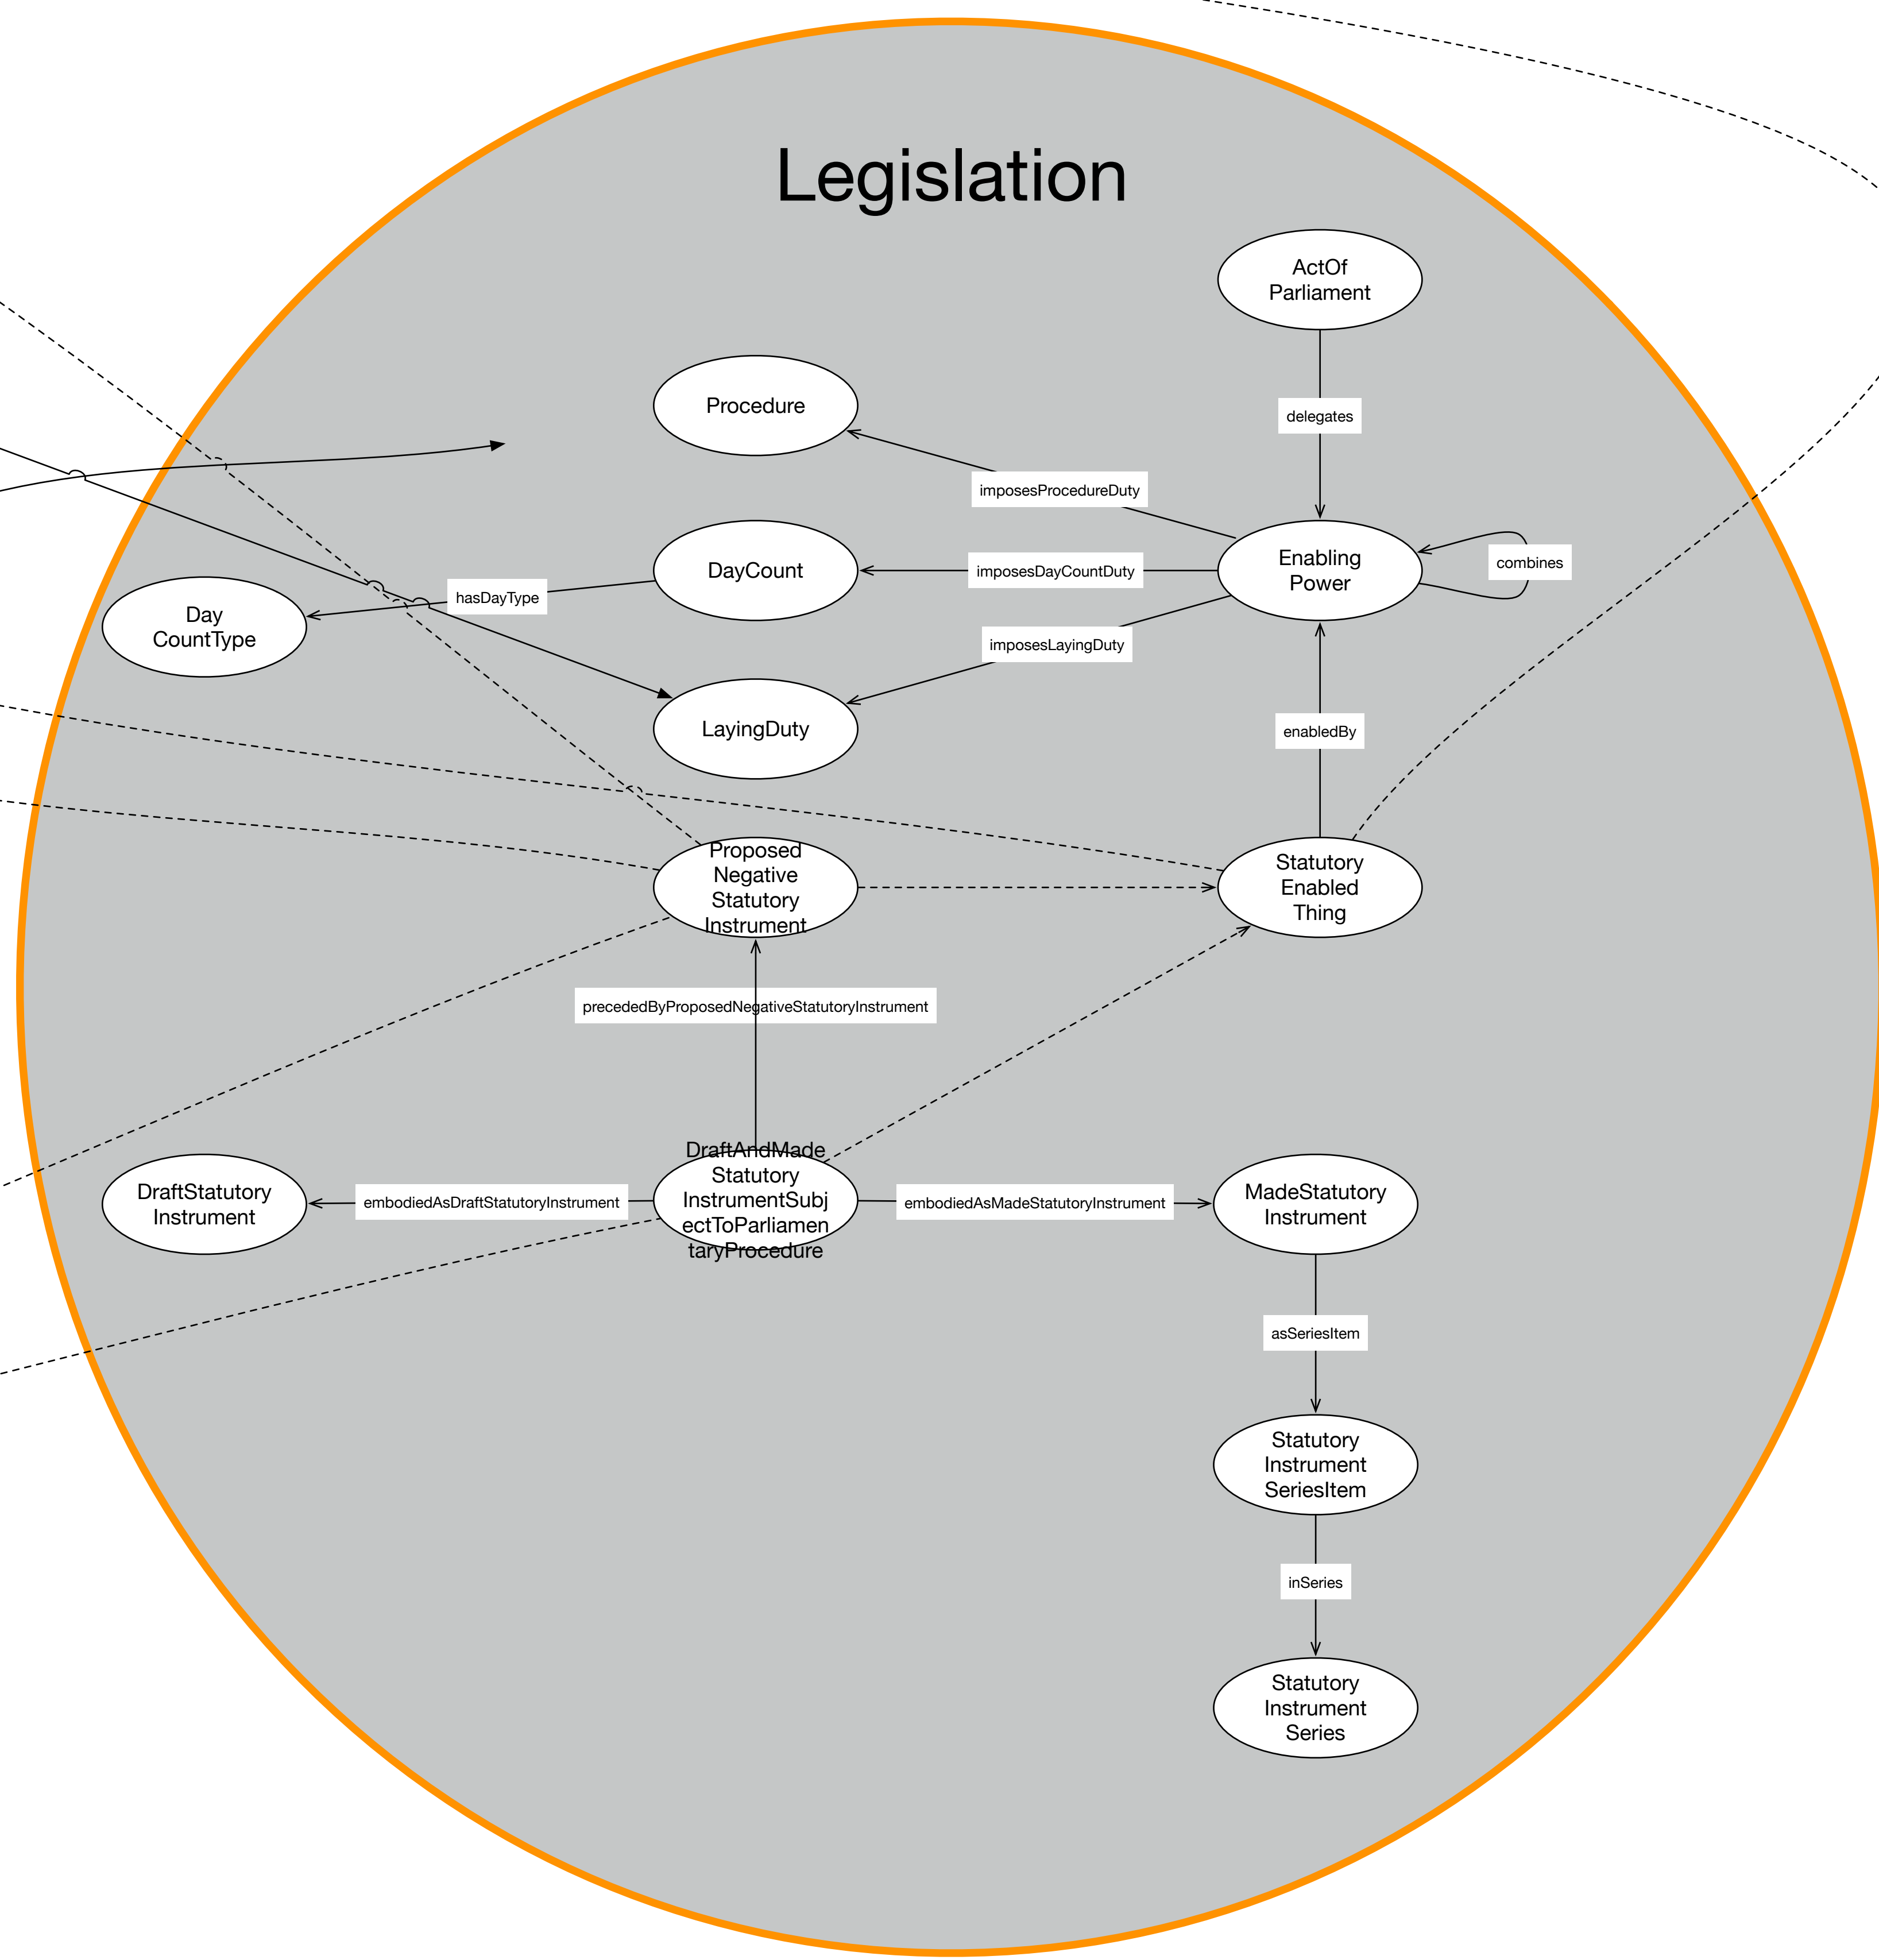 Legislation
ActOf
Parliament
delegates
Procedure
imposesProcedureDuty
DayCount
imposesDayCountDuty
Enabling
Power
combines
hasDayType
Day
CountType
imposesLayingDuty
LayingDuty
enabledBy
Proposed
Negative
Statutory
Instrument
Statutory
Enabled
Thing
precededByProposedNegativeStatutoryInstrument
DraftStatutory
Instrument
embodiedAsDraftStatutoryInstrument
DraftAndMade
Statutory
InstrumentSubj
ectToParliamen
taryProcedure
embodiedAsMadeStatutoryInstrument
MadeStatutory
Instrument
asSeriesItem
Statutory
Instrument
SeriesItem
inSeries
Statutory
Instrument
Series